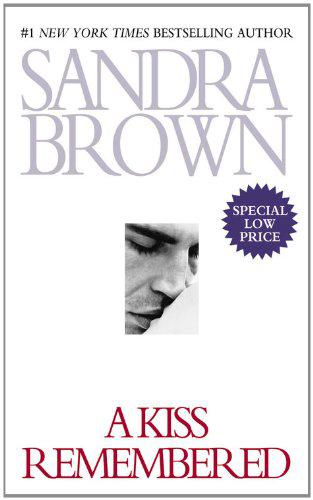 #1 NEW YORK TIMES BESTSELLING AUTHOR
SANDRA
BROWN
SPECIAL
LOW
PRICE
A KISS
REMEMBERED